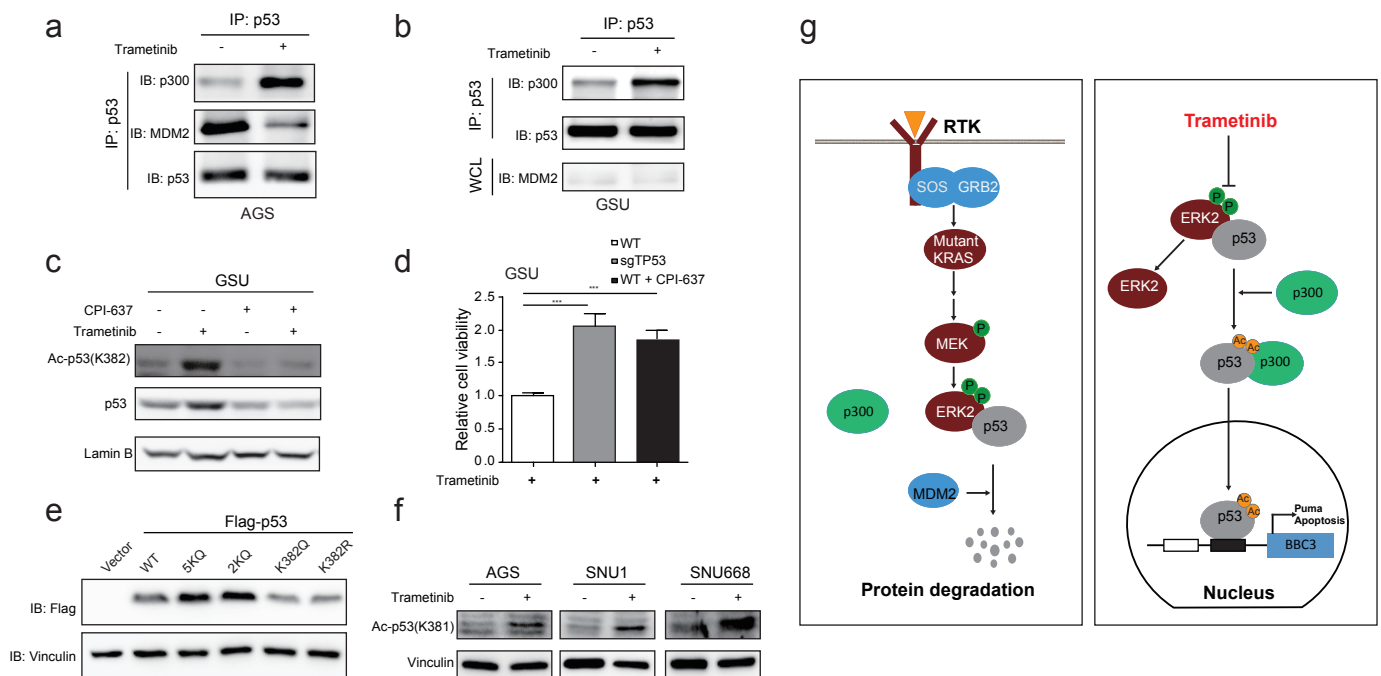 a
IP: p53
Trametinib - +
IP: p53
IB: p300
IB: MDM2
IB: p53
AGS
b
IP: p53
Trametinib - +
IP: p53
IB: p300
IB: p53
WCL
IB: MDM2
GSU
c
GSU
CPI-637 - - + +
Trametinib - + - +
Ac-p53(K382)
p53
Lamin B
d
WT
sgTP53
WT + CPI-637
GSU
*** ***
Relative cell viability
2.5
2.0
1.5
1.0
0.5
0.0
Trametinib + + +
e
Flag-p53
Vector WT 5KQ 2KQ K382Q K382R
IB: Flag
IB: Vinculin
f
AGS SNU1 SNU668
Trametinib - + - + - +
Ac-p53(K381)
Vinculin
g
RTK
SOS GRB2
Mutant
KRAS
P
MEK
P
P
ERK2
p53
p300
MDM2
Protein degradation
Trametinib
P
P
ERK2
p53
ERK2
p300
Ac
Ac
p53 p300
Ac
Ac
p53
Puma
Apoptosis
BBC3
Nucleus